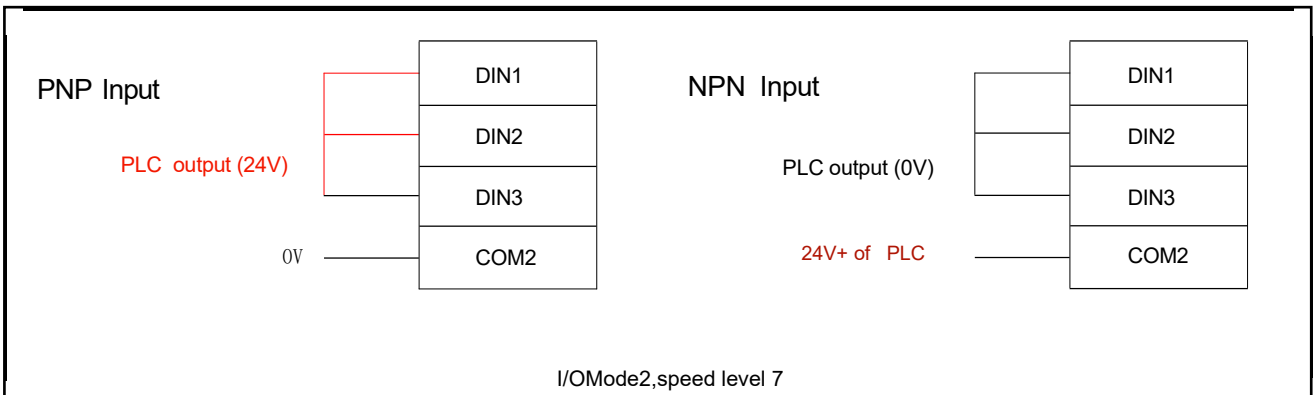 PNP Input
PLC output (24V)
0V
DIN1
DIN2
DIN3
COM2
NPN Input
PLC output (0V)
24V+ of PLC
DIN1
DIN2
DIN3
COM2
I/OMode2,speed level 7